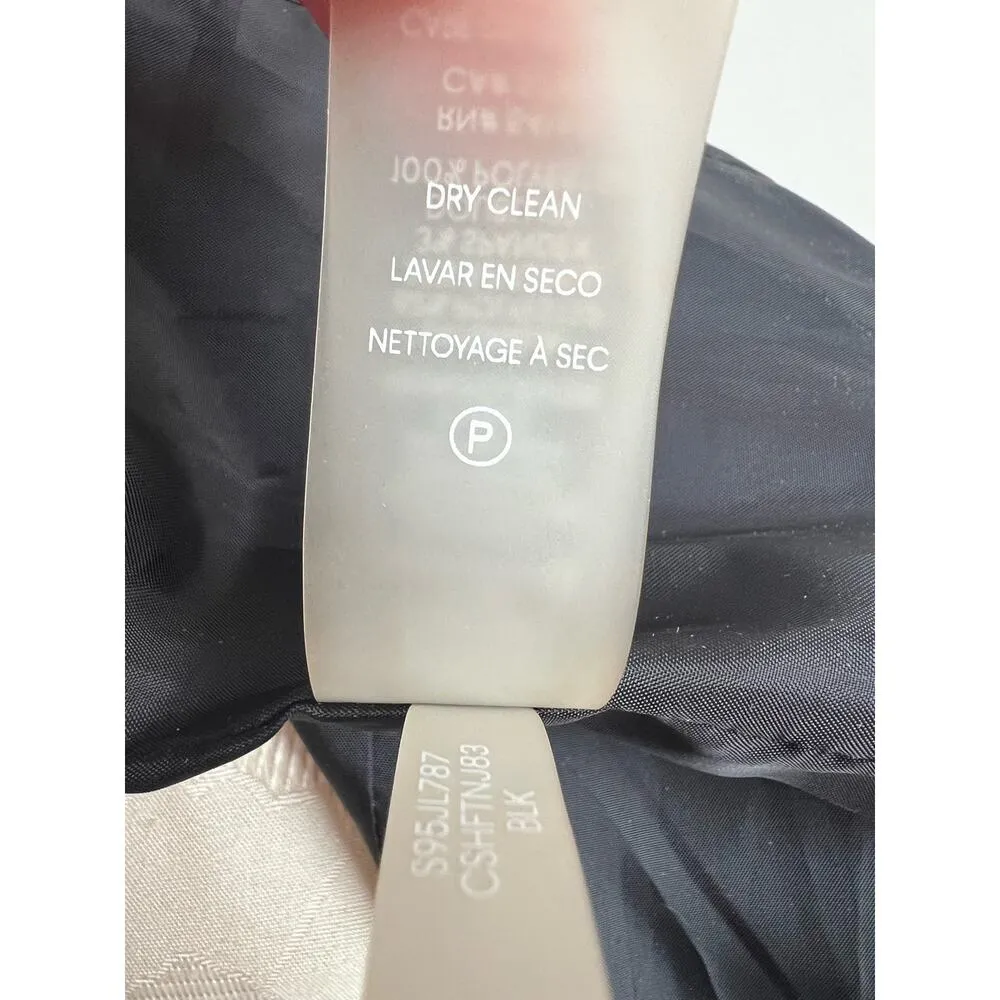 DRY CLEAN
LAVAR EN SECO
NETTOYAGE À SEC
P
S95JL787
CSHFTNJ83
BLK